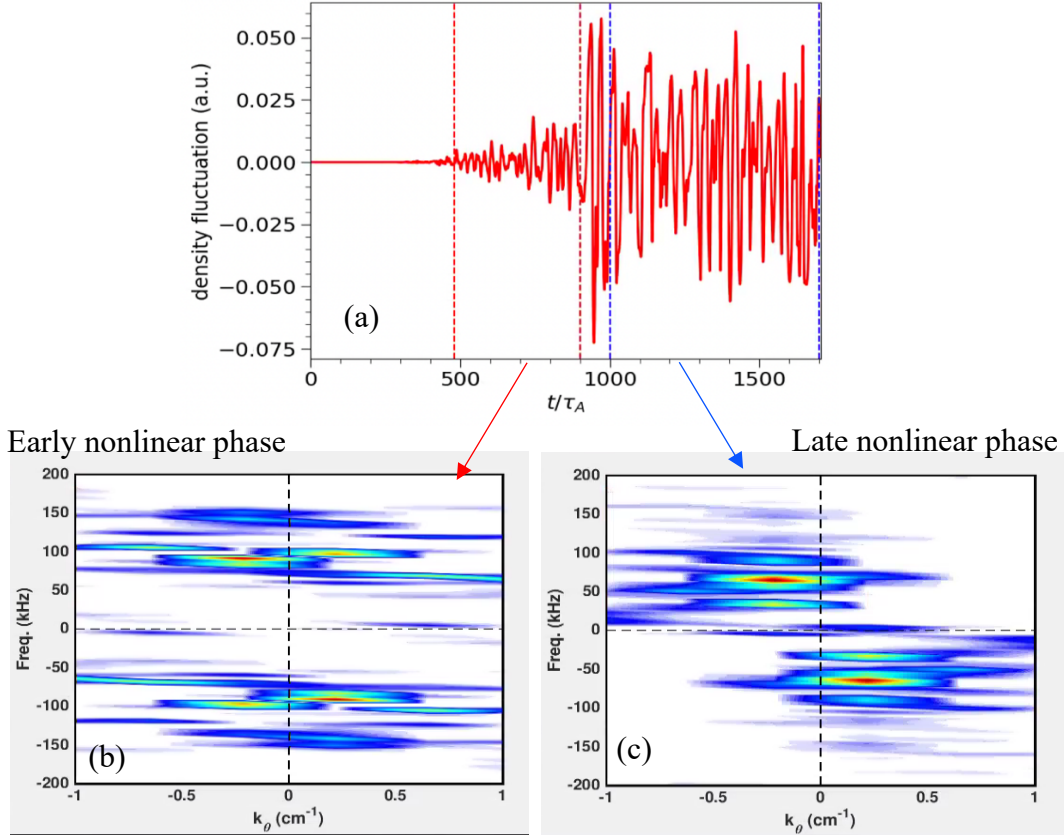 0.050
0.025
0.000
−0.025
−0.050
−0.075
density fluctuation (a.u.)
(a)
0 500 1000 1500
t/τA
Early nonlinear phase
Late nonlinear phase
200
150
100
50
0
-50
-100
-150
-200
Freq. (kHz)
(b)
-1 -0.5 0 0.5 1
kθ (cm⁻¹)
200
150
100
50
0
-50
-100
-150
-200
Freq. (kHz)
(c)
-1 -0.5 0 0.5 1
kθ (cm⁻¹)